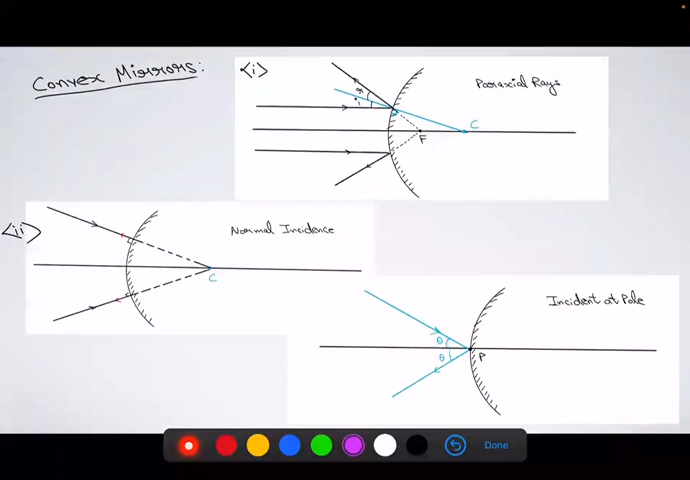 Convex Mirrors:
<i>
Paraxial Rays
r
i
C
F
<ii>
Normal Incidence
C
Incident at Pole
θ
θ
P
Done